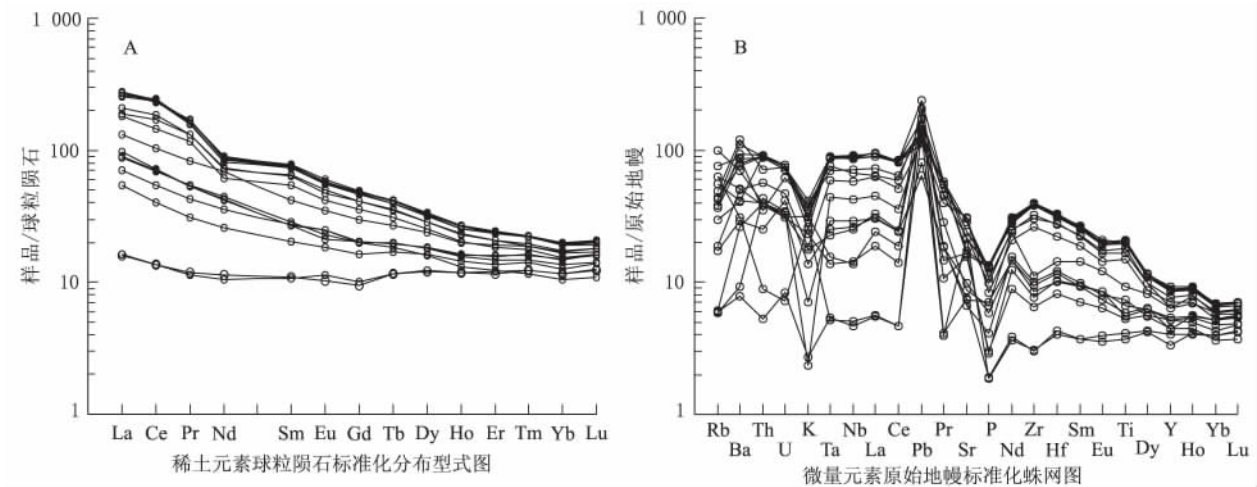 1 000
A
100
10
1
样品/球粒陨石
La Ce Pr Nd Sm Eu Gd Tb Dy Ho Er Tm Yb Lu
稀土元素球粒陨石标准化分布型式图
1 000
B
100
10
1
样品/原始地幔
Rb Th K Nb Ce Pr P Zr Sm Ti Y Yb
Ba U Ta La Pb Sr Nd Hf Eu Dy Ho Lu
微量元素原始地幔标准化蛛网图